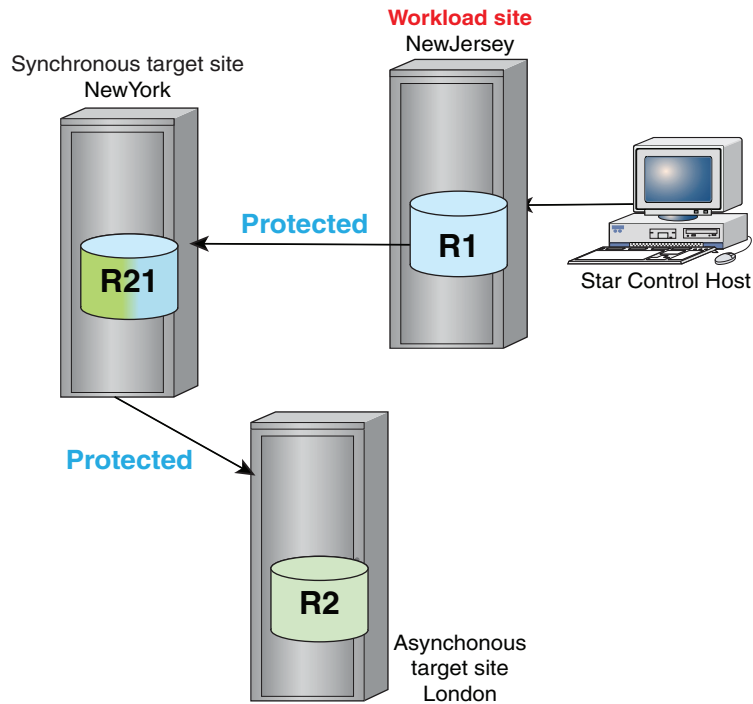 Workload site
NewJersey
Synchronous target site
NewYork
Protected
R1
R21
Star Control Host
Protected
R2
Asynchonous
target site
London